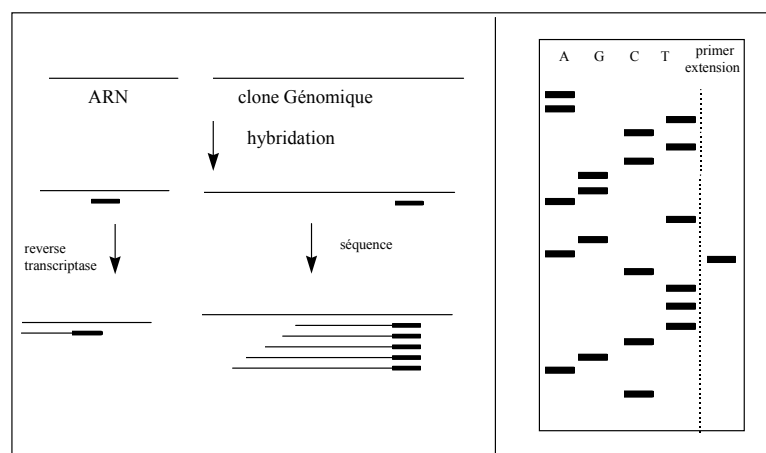 ARN
clone Génomique
hybridation
reverse
transcriptase
séquence
A G C T primer
extension